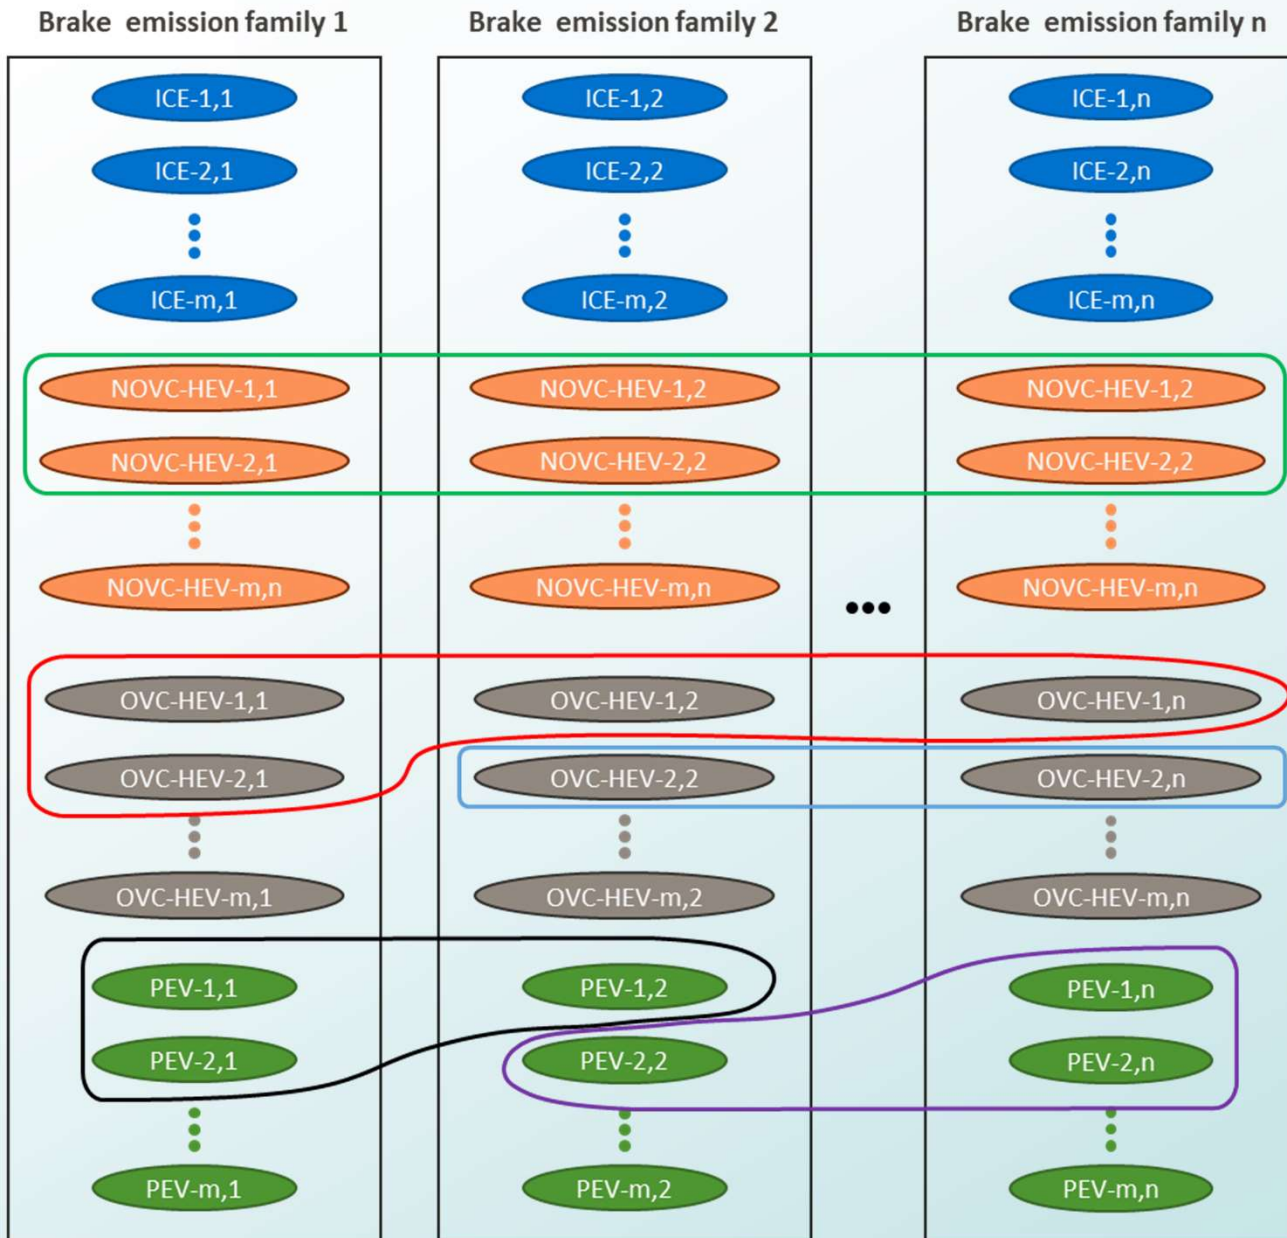 Brake emission family 1
Brake emission family 2
Brake emission family n
ICE-1,1
ICE-1,2
ICE-1,n
ICE-2,1
ICE-2,2
ICE-2,n
ICE-m,1
ICE-m,2
ICE-m,n
NOVC-HEV-1,1
NOVC-HEV-1,2
NOVC-HEV-1,2
NOVC-HEV-2,1
NOVC-HEV-2,2
NOVC-HEV-2,2
NOVC-HEV-m,n
NOVC-HEV-m,n
NOVC-HEV-m,n
OVC-HEV-1,1
OVC-HEV-1,2
OVC-HEV-1,n
OVC-HEV-2,1
OVC-HEV-2,2
OVC-HEV-2,n
OVC-HEV-m,1
OVC-HEV-m,2
OVC-HEV-m,n
PEV-1,1
PEV-1,2
PEV-1,n
PEV-2,1
PEV-2,2
PEV-2,n
PEV-m,1
PEV-m,2
PEV-m,n